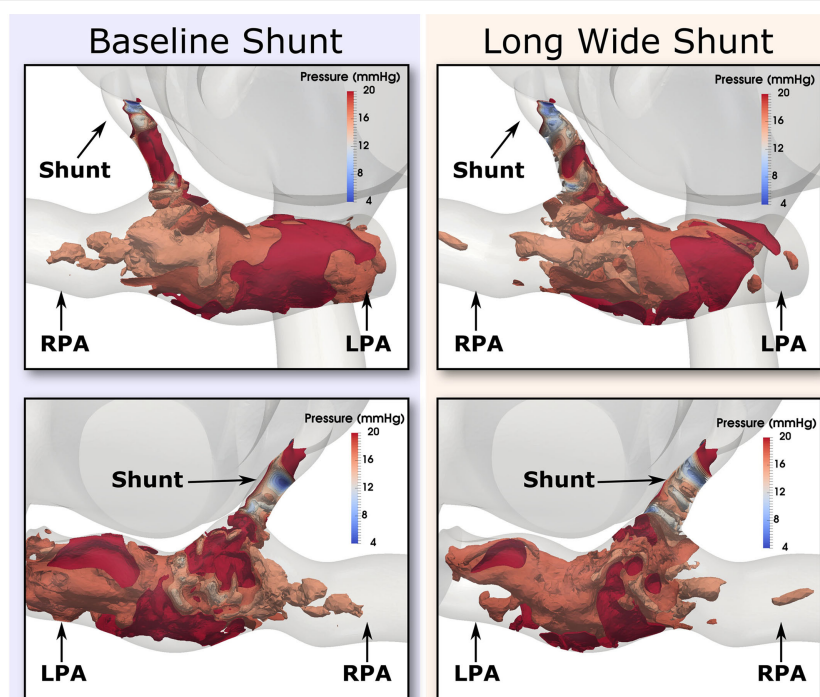 Baseline Shunt
Long Wide Shunt
Pressure (mmHg)
20
16
12
8
4
Shunt
RPA
LPA
Pressure (mmHg)
20
16
12
8
4
Shunt
RPA
LPA
Pressure (mmHg)
20
16
12
8
4
Shunt
LPA
RPA
Pressure (mmHg)
20
16
12
8
4
Shunt
LPA
RPA